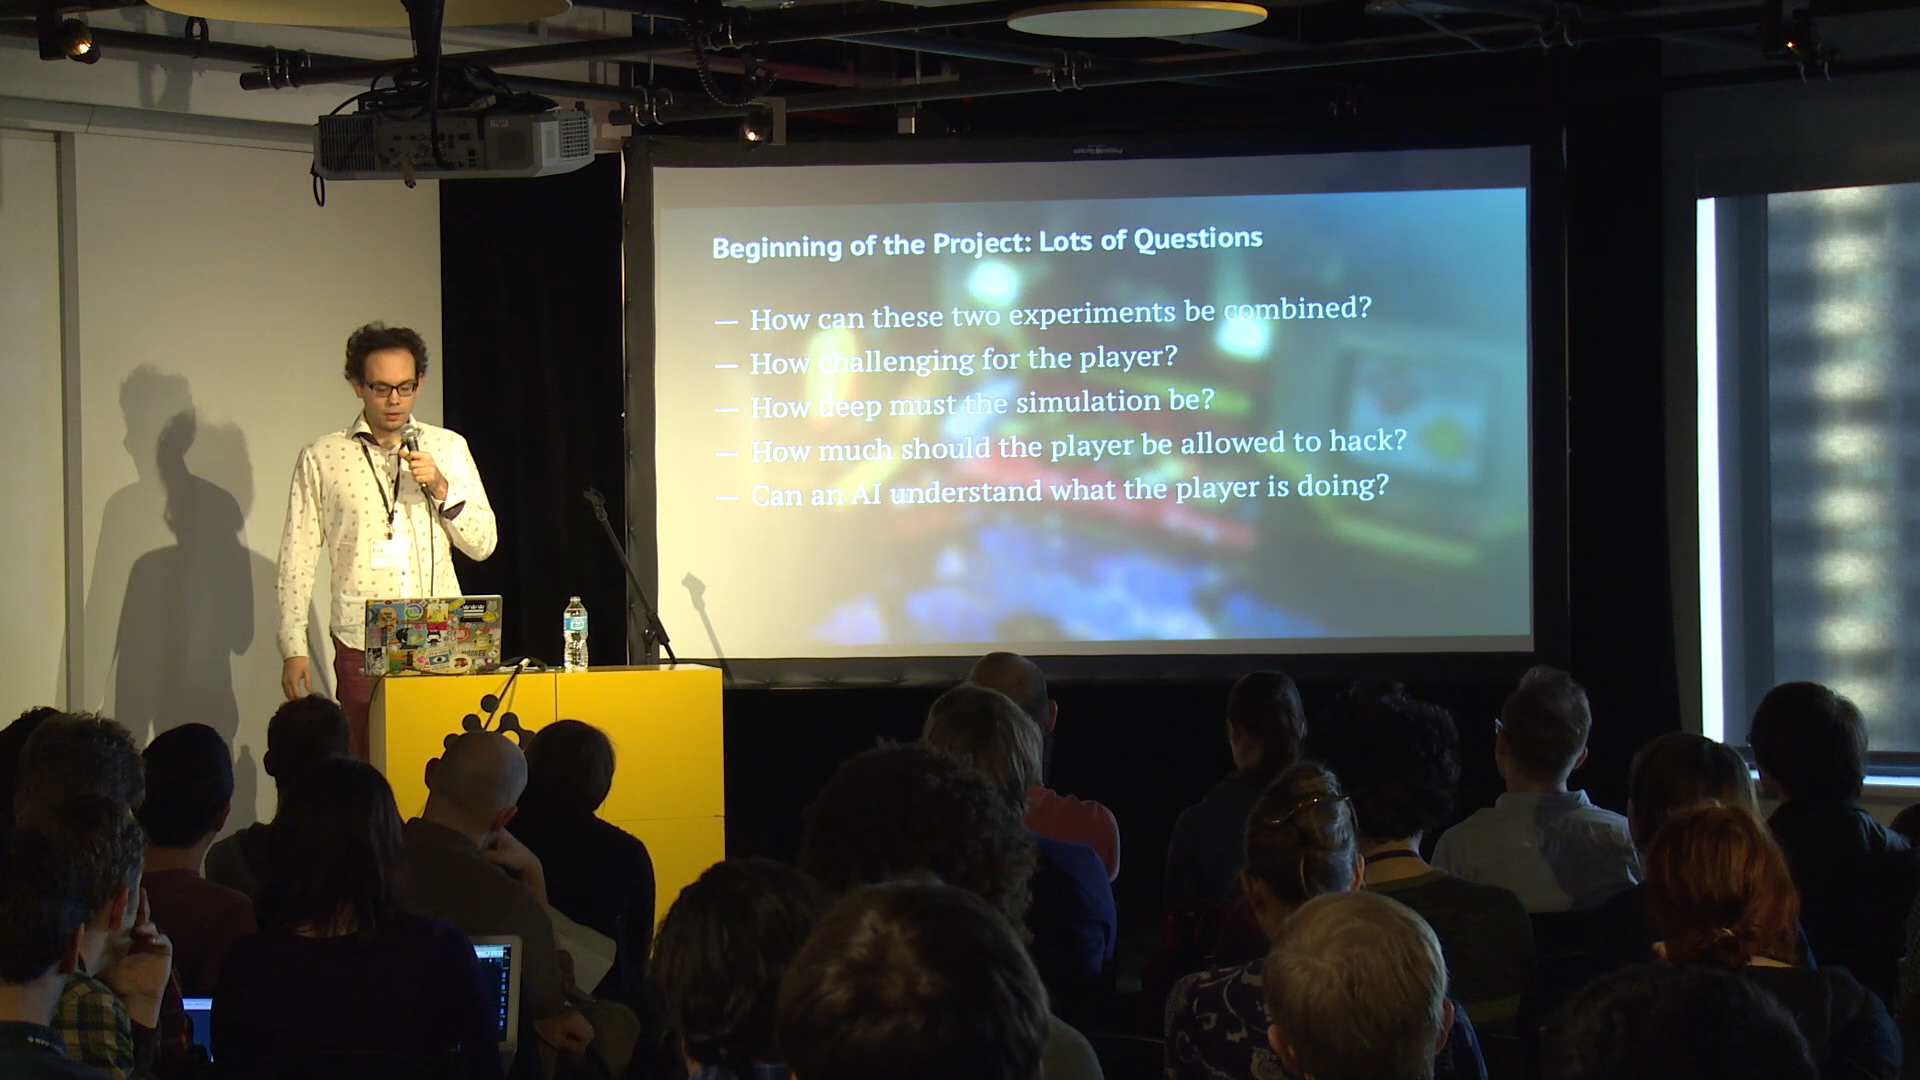 Beginning of the Project: Lots of Questions
— How can these two experiments be combined?
— How challenging for the player?
— How deep must the simulation be?
— How much should the player be allowed to hack?
— Can an AI understand what the player is doing?